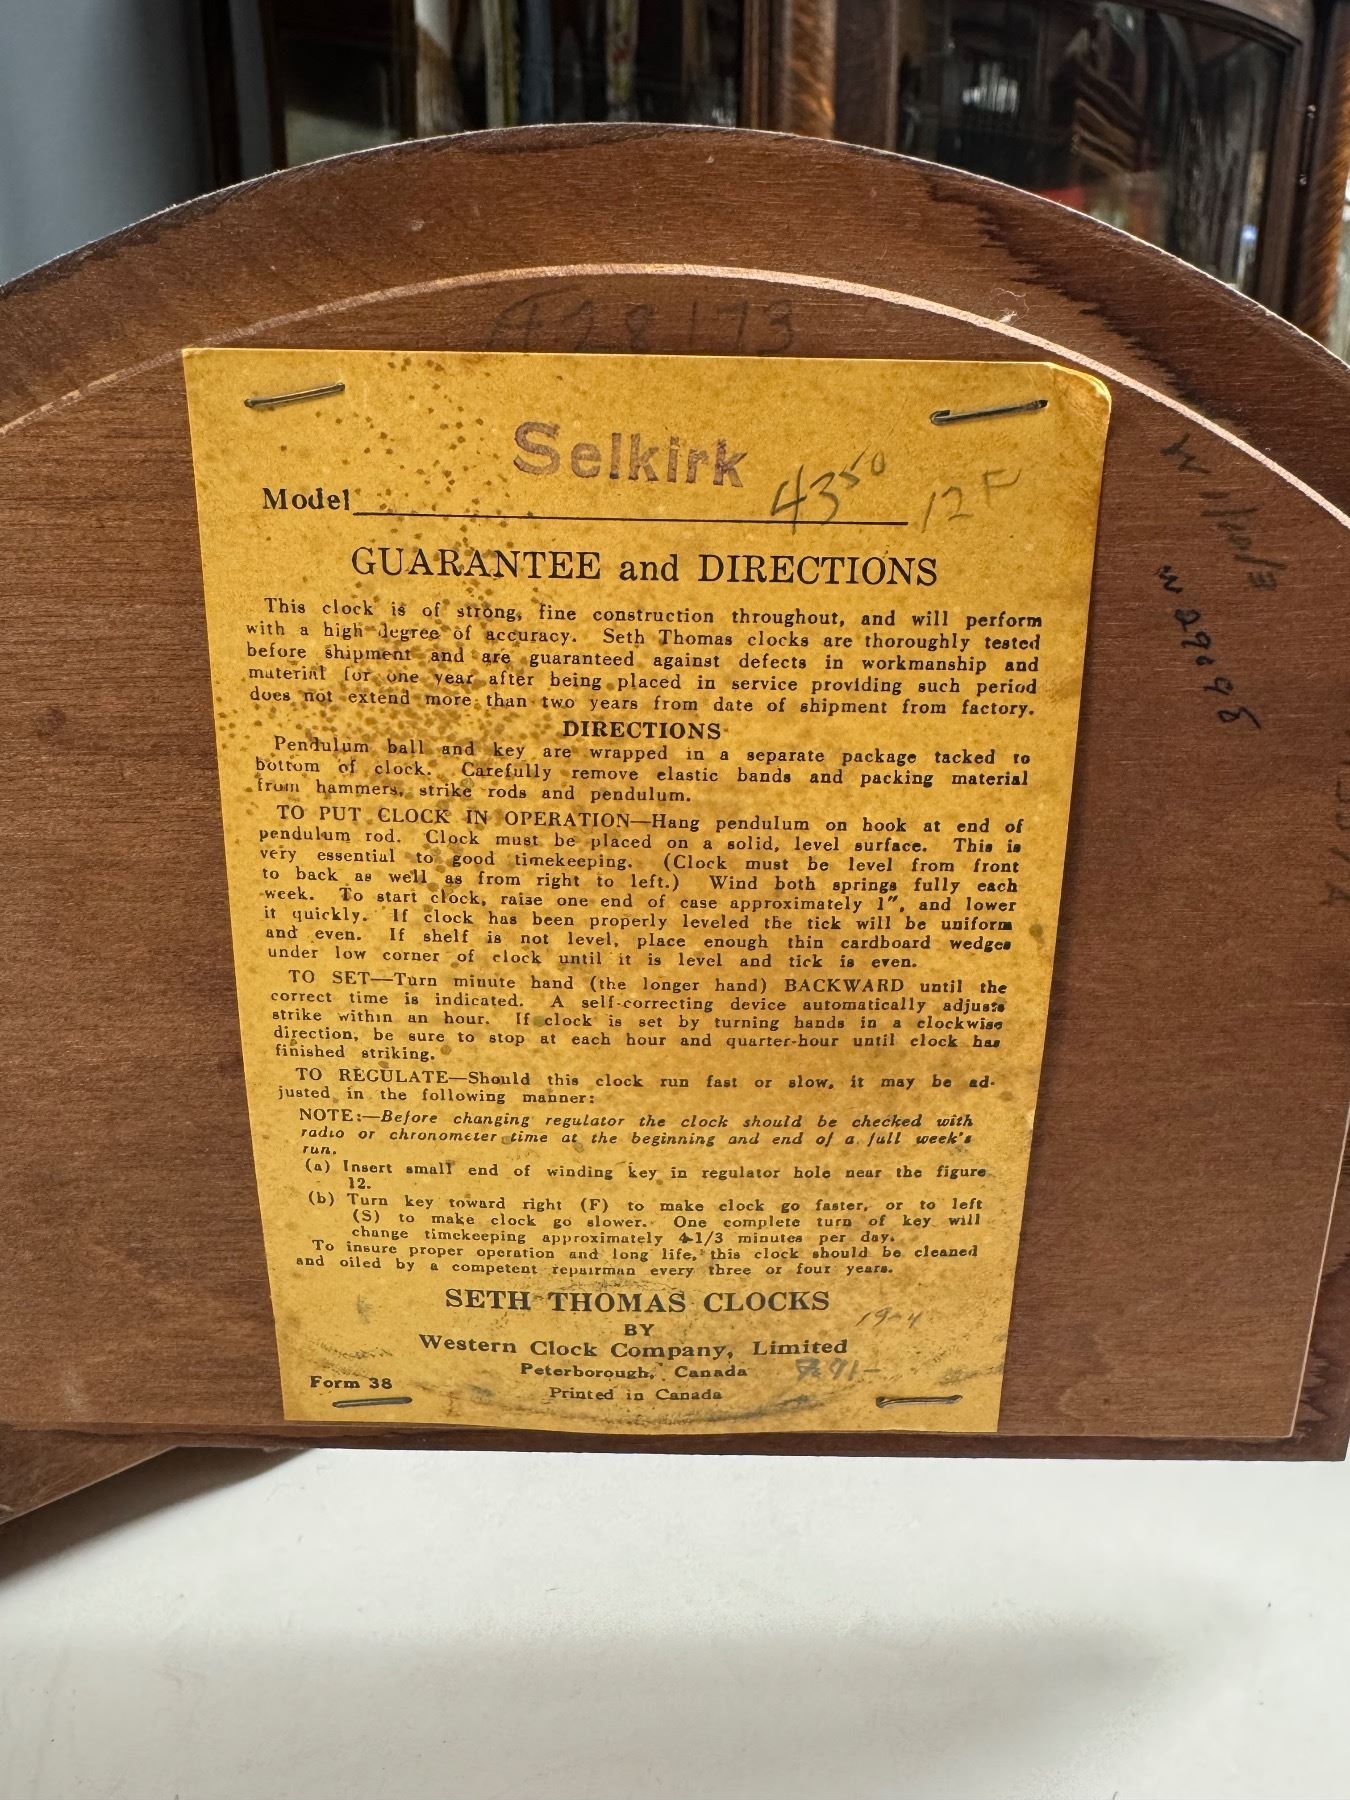 A28173
Selkirk
Model 43 50 12 F
GUARANTEE and DIRECTIONS
This clock is of strong, fine construction throughout, and will perform
with a high degree of accuracy. Seth Thomas clocks are thoroughly tested
before shipment and are guaranteed against defects in workmanship and
material for one year after being placed in service providing such period
does not extend more than two years from date of shipment from factory.
DIRECTIONS
Pendulum ball and key are wrapped in a separate package tacked to
bottom of clock. Carefully remove elastic bands and packing material
from hammers, strike rods and pendulum.
TO PUT CLOCK IN OPERATION—Hang pendulum on hook at end of
pendulum rod. Clock must be placed on a solid, level surface. This is
very essential to good timekeeping. (Clock must be level from front
to back as well as from right to left.) Wind both springs fully each
week. To start clock, raise one end of case approximately 1", and lower
it quickly. If clock has been properly leveled the tick will be uniform
and even. If shelf is not level, place enough thin cardboard wedges
under low corner of clock until it is level and tick is even.
TO SET—Turn minute hand (the longer hand) BACKWARD until the
correct time is indicated. A self-correcting device automatically adjusts
strike within an hour. If clock is set by turning hands in a clockwise
direction, be sure to stop at each hour and quarter-hour until clock has
finished striking.
TO REGULATE—Should this clock run fast or slow, it may be ad-
justed in the following manner:
NOTE:—Before changing regulator the clock should be checked with
radio or chronometer time at the beginning and end of a full week's
run.
(a) Insert small end of winding key in regulator hole near the figure
12.
(b) Turn key toward right (F) to make clock go faster, or to left
(S) to make clock go slower. One complete turn of key will
change timekeeping approximately 4-1/3 minutes per day.
To insure proper operation and long life, this clock should be cleaned
and oiled by a competent repairman every three or four years.
SETH THOMAS CLOCKS
BY
Western Clock Company, Limited
Peterborough, Canada
Form 38
Printed in Canada